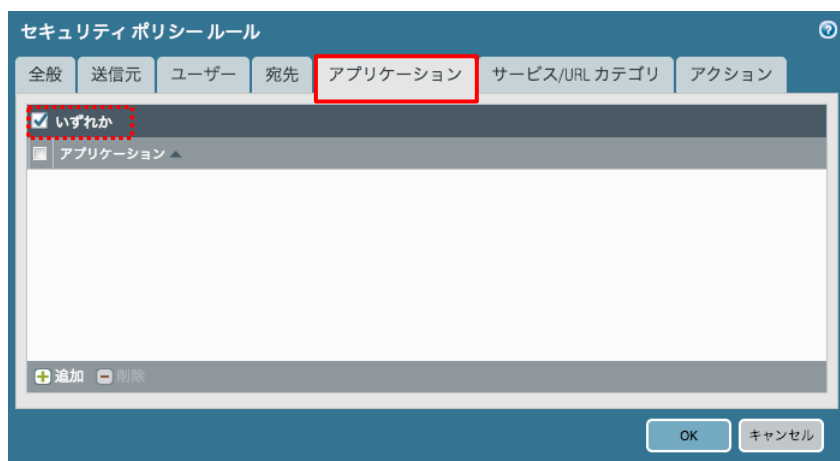 セキュリティ ポリシー ルール
全般 送信元 ユーザー 宛先 アプリケーション サービス/URL カテゴリ アクション
いずれか
アプリケーション
追加 削除
OK キャンセル